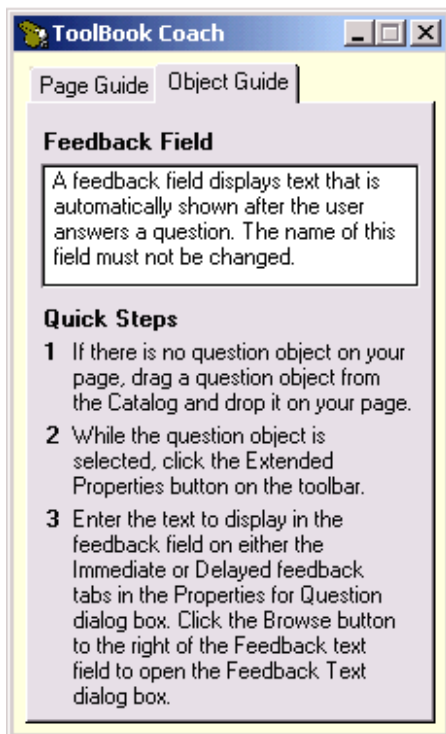 ToolBook Coach
Page Guide Object Guide
Feedback Field
A feedback field displays text that is
automatically shown after the user
answers a question. The name of this
field must not be changed.
Quick Steps
1 If there is no question object on your
page, drag a question object from
the Catalog and drop it on your page.
2 While the question object is
selected, click the Extended
Properties button on the toolbar.
3 Enter the text to display in the
feedback field on either the
Immediate or Delayed feedback
tabs in the Properties for Question
dialog box. Click the Browse button
to the right of the Feedback text
field to open the Feedback Text
dialog box.